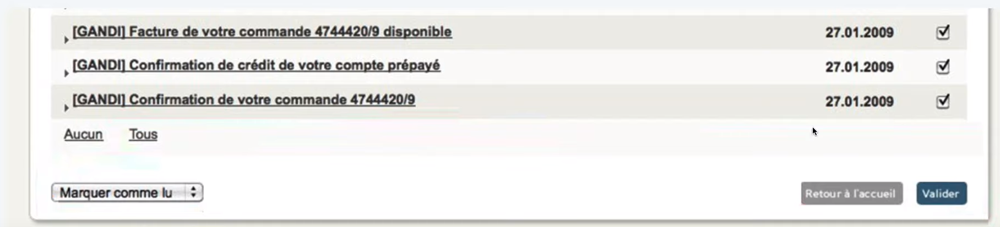 [GANDI] Facture de votre commande 4744420/9 disponible 27.01.2009
[GANDI] Confirmation de crédit de votre compte prépayé 27.01.2009
[GANDI] Confirmation de votre commande 4744420/9 27.01.2009
Aucun Tous
Marquer comme lu Retour à l'accueil Valider